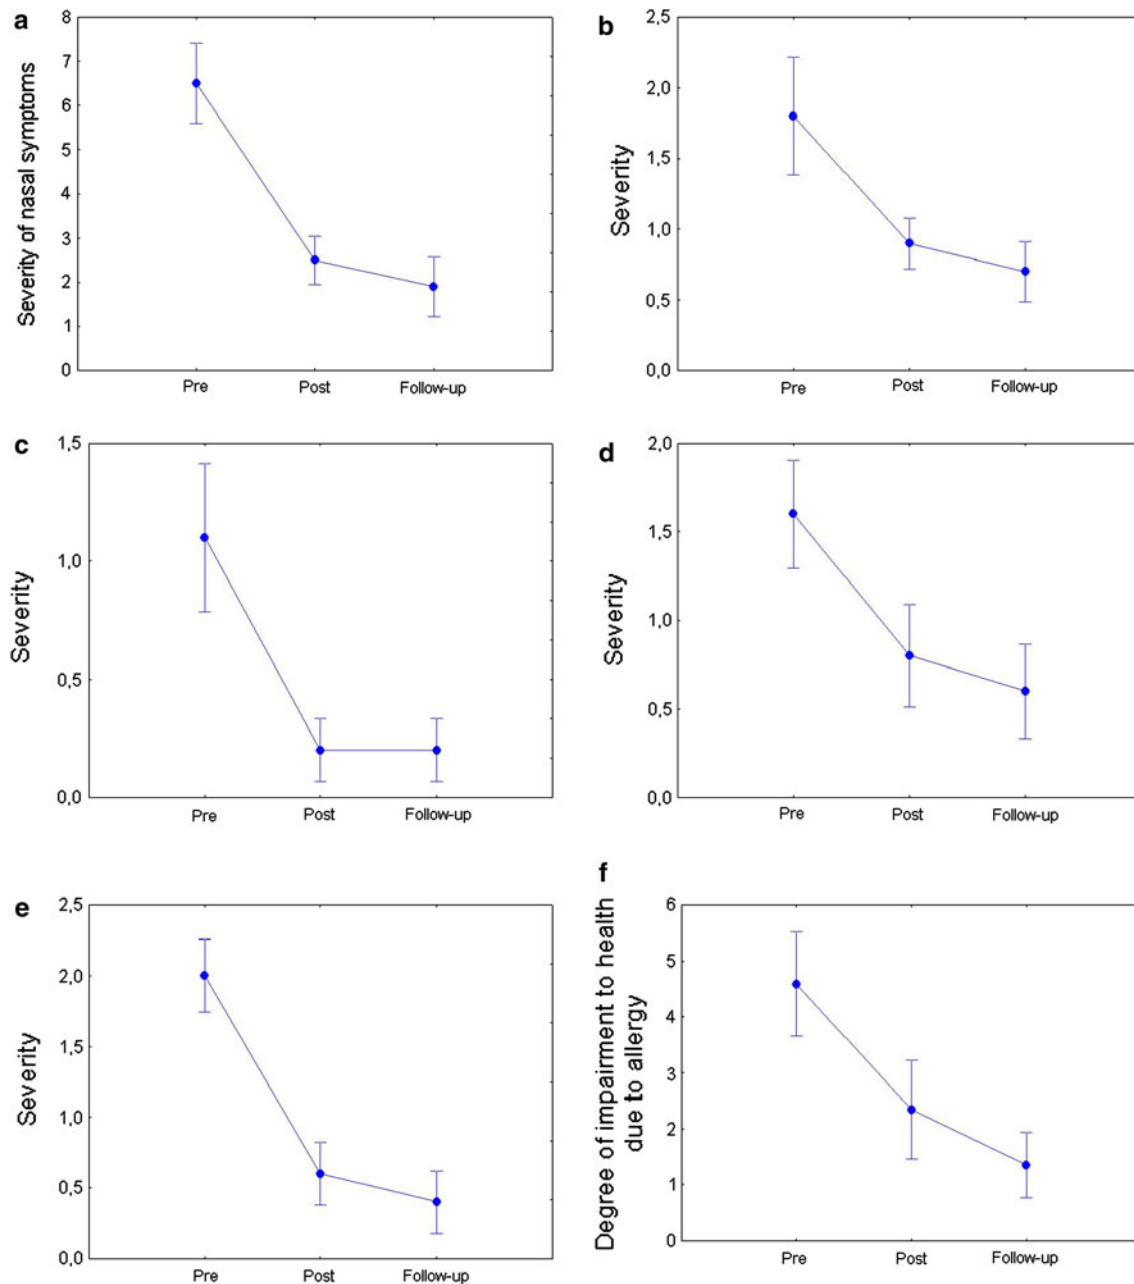 a
Severity of nasal symptoms
8
7
6
5
4
3
2
1
0
Pre Post Follow-up
b
Severity
2,5
2,0
1,5
1,0
0,5
0,0
Pre Post Follow-up
c
Severity
1,5
1,0
0,5
0,0
Pre Post Follow-up
d
Severity
2,0
1,5
1,0
0,5
0,0
Pre Post Follow-up
e
Severity
2,5
2,0
1,5
1,0
0,5
0,0
Pre Post Follow-up
f
Degree of impairment to health
due to allergy
6
5
4
3
2
1
0
Pre Post Follow-up